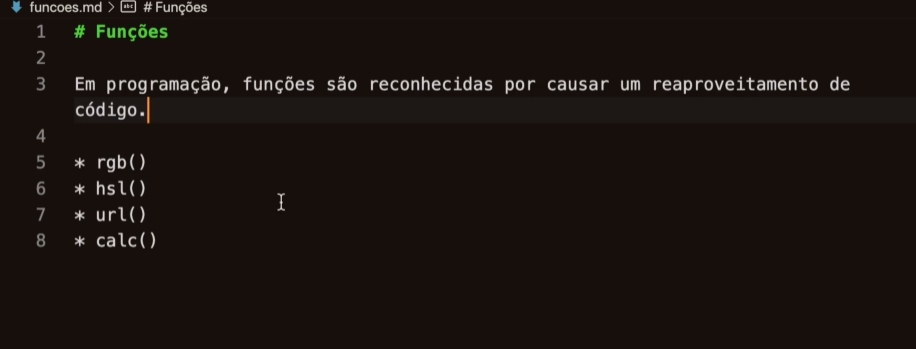 funcoes.md > abc # Funções
1 # Funções
2
3 Em programação, funções são reconhecidas por causar um reaproveitamento de
código.
4
5 * rgb()
6 * hsl()
7 * url()
8 * calc()